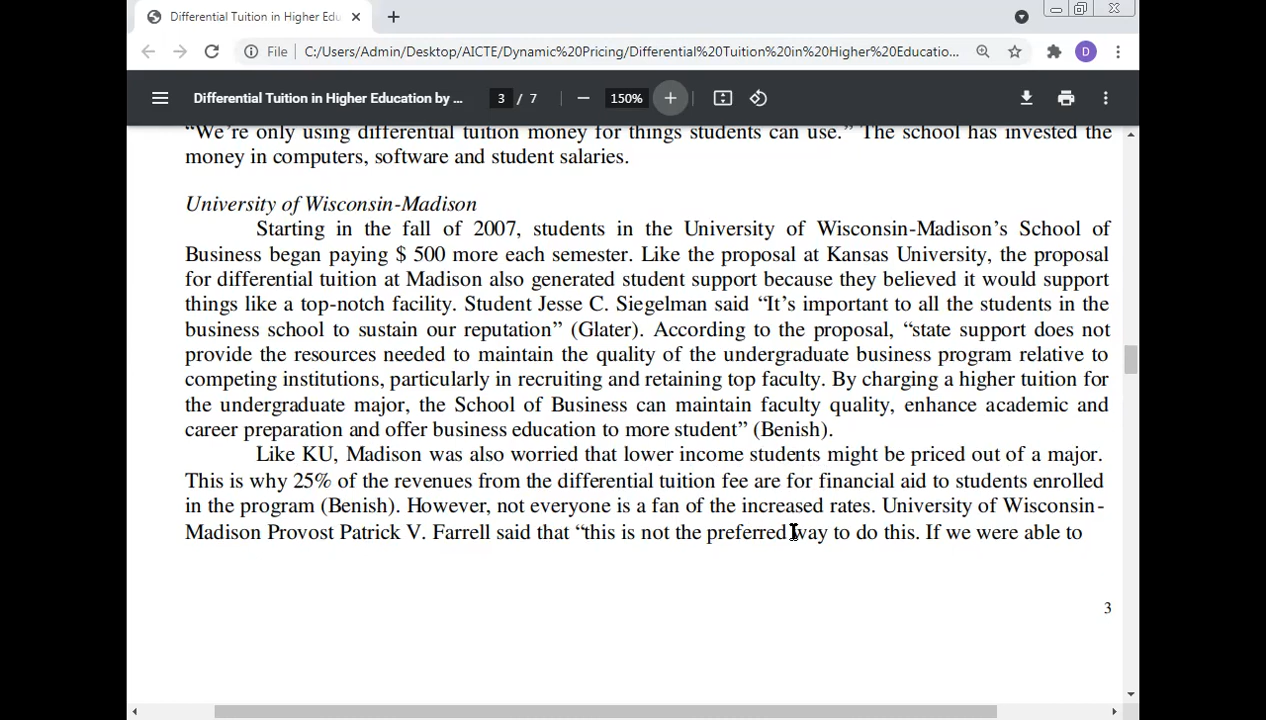 Differential Tuition in Higher Edu
File C:/Users/Admin/Desktop/AICTE/Dynamic%20Pricing/Differential%20Tuition%20in%20Higher%20Educatio... D
Differential Tuition in Higher Education by ... 3 / 7 150%
“We’re only using differential tuition money for things students can use.” The school has invested the
money in computers, software and student salaries.
University of Wisconsin-Madison
Starting in the fall of 2007, students in the University of Wisconsin-Madison’s School of
Business began paying $ 500 more each semester. Like the proposal at Kansas University, the proposal
for differential tuition at Madison also generated student support because they believed it would support
things like a top-notch facility. Student Jesse C. Siegelman said “It’s important to all the students in the
business school to sustain our reputation” (Glater). According to the proposal, “state support does not
provide the resources needed to maintain the quality of the undergraduate business program relative to
competing institutions, particularly in recruiting and retaining top faculty. By charging a higher tuition for
the undergraduate major, the School of Business can maintain faculty quality, enhance academic and
career preparation and offer business education to more student” (Benish).
Like KU, Madison was also worried that lower income students might be priced out of a major.
This is why 25% of the revenues from the differential tuition fee are for financial aid to students enrolled
in the program (Benish). However, not everyone is a fan of the increased rates. University of Wisconsin-
Madison Provost Patrick V. Farrell said that “this is not the preferred way to do this. If we were able to
3